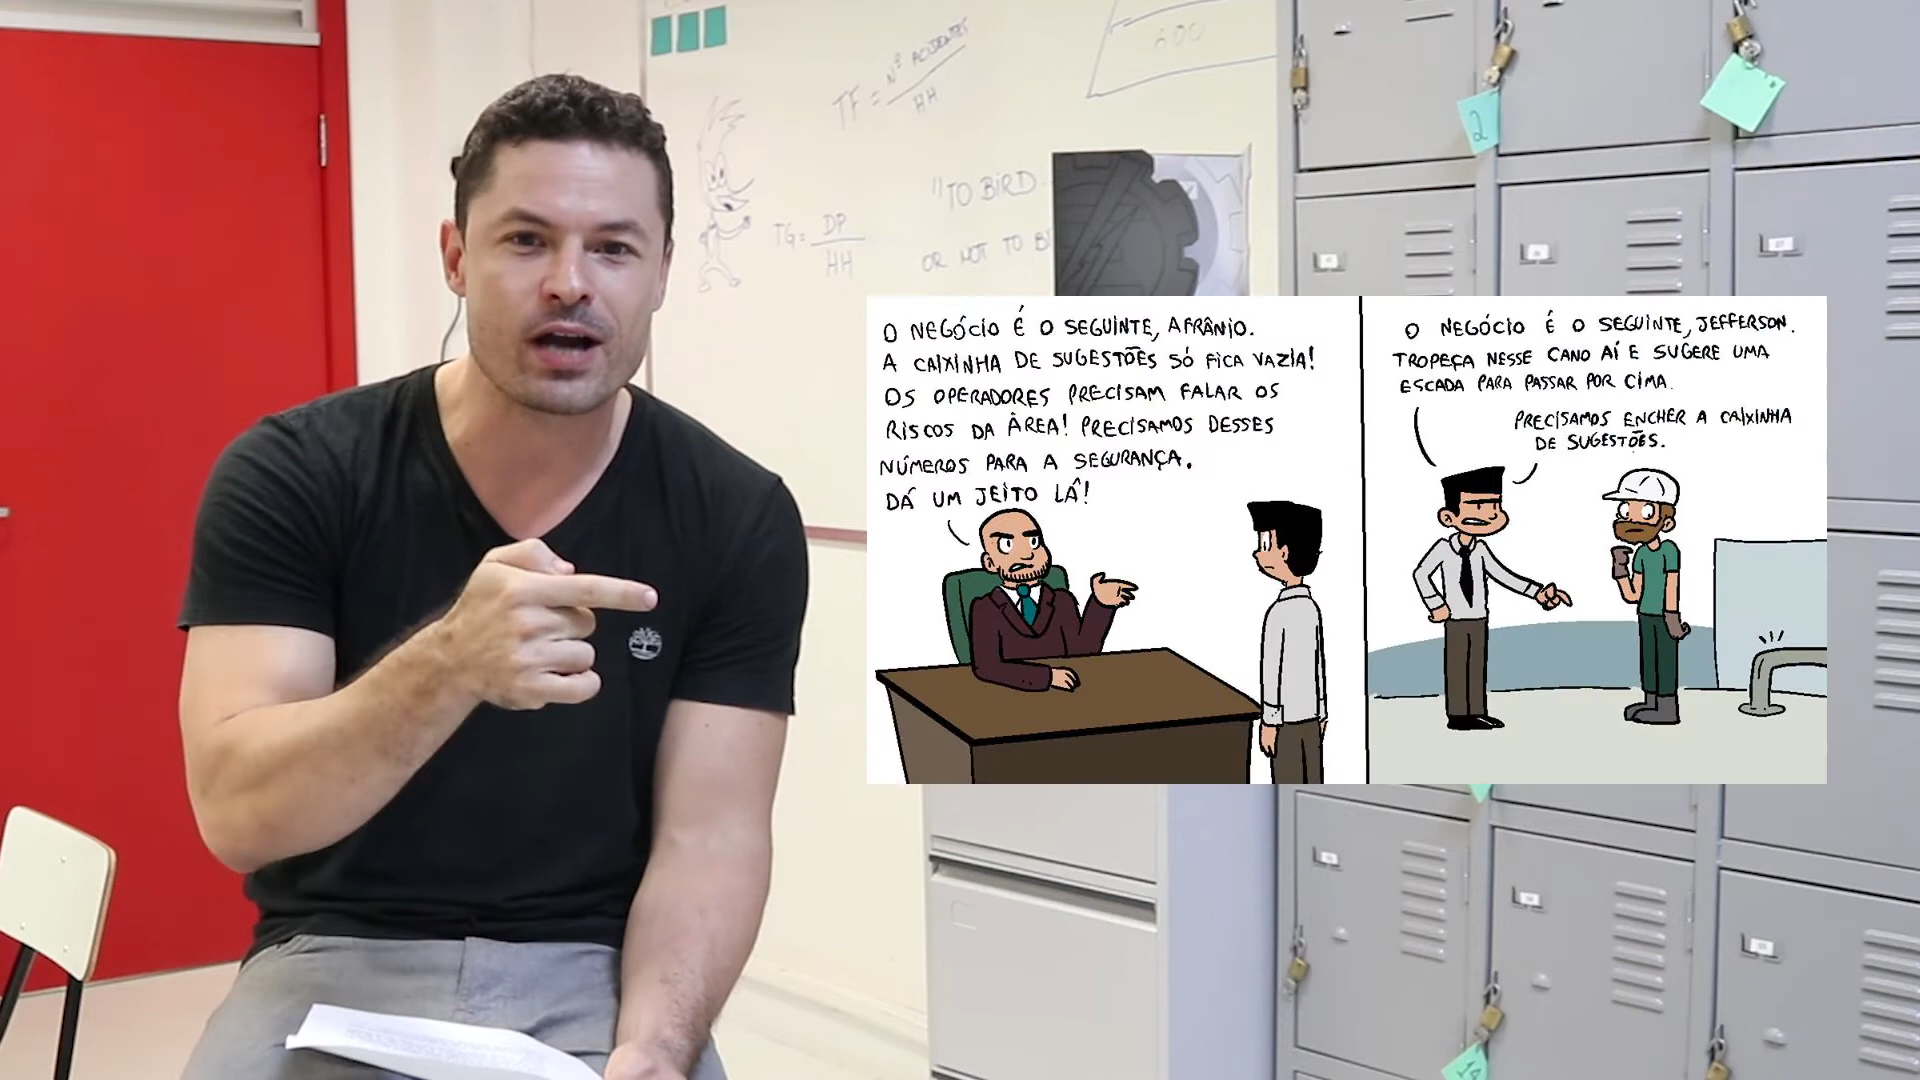 TF = Nº ACIDENTES
HH
600
2
"TO BIRD
OR NOT TO
TG = DP
HH
O NEGÓCIO É O SEGUINTE, AFRÂNIO.
A CAIXINHA DE SUGESTÕES SÓ FICA VAZIA!
OS OPERADORES PRECISAM FALAR OS
RISCOS DA ÁREA! PRECISAMOS DESSES
NÚMEROS PARA A SEGURANÇA.
DÁ UM JEITO LÁ!
O NEGÓCIO É O SEGUINTE, JEFFERSON.
TROPEÇA NESSE CANO AÍ E SUGERE UMA
ESCADA PARA PASSAR POR CIMA.
PRECISAMOS ENCHER A CAIXINHA
DE SUGESTÕES.